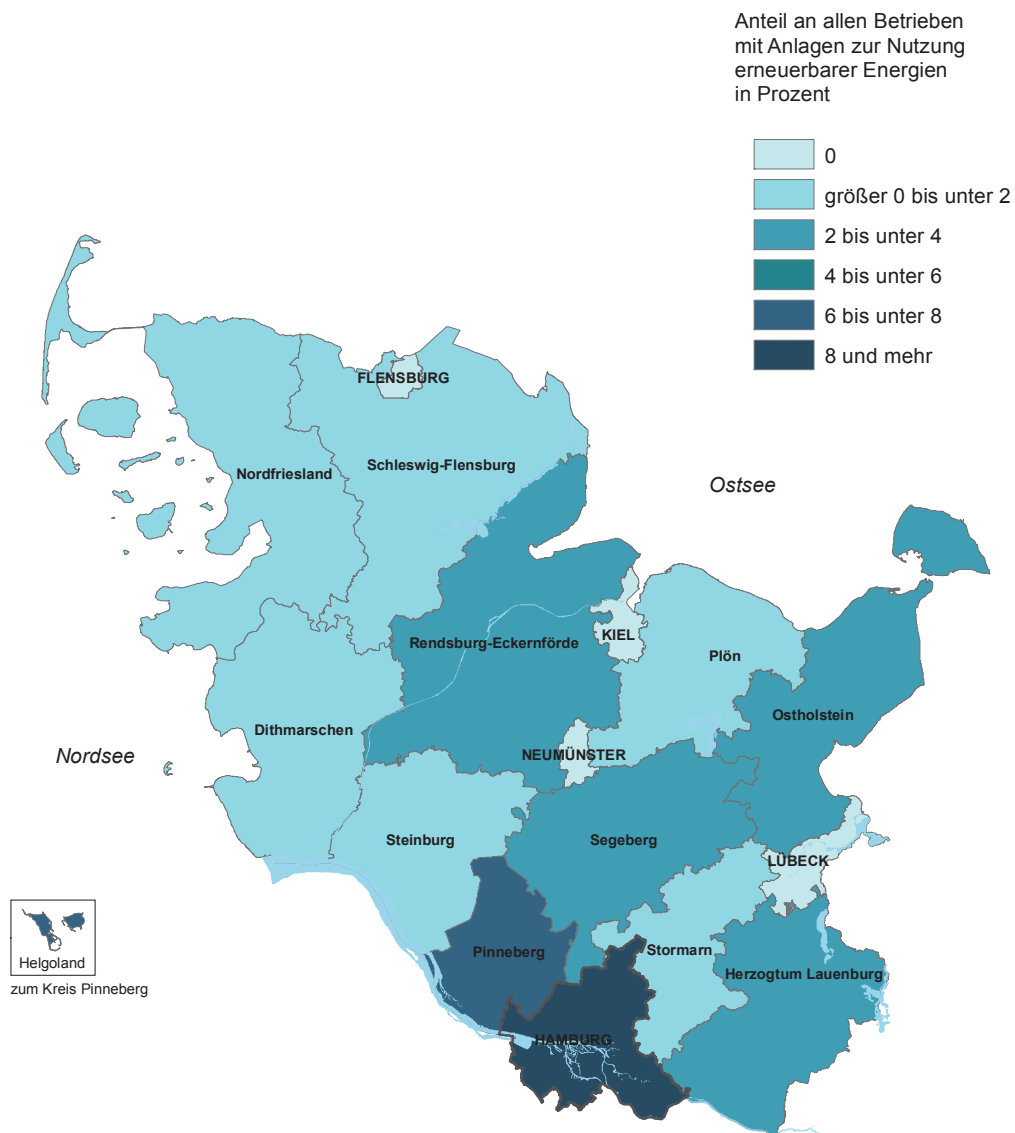 Anteil an allen Betrieben
mit Anlagen zur Nutzung
erneuerbarer Energien
in Prozent
0
größer 0 bis unter 2
2 bis unter 4
4 bis unter 6
6 bis unter 8
8 und mehr
FLENSBURG
Schleswig-Flensburg
Nordfriesland
Ostsee
Rendsburg-Eckernförde
KIEL
Plön
Ostholstein
Dithmarschen
Nordsee
NEUMÜNSTER
Steinburg
Segeberg
LÜBECK
Pinneberg
Stormarn
Herzogtum Lauenburg
Helgoland
zum Kreis Pinneberg
HAMBURG